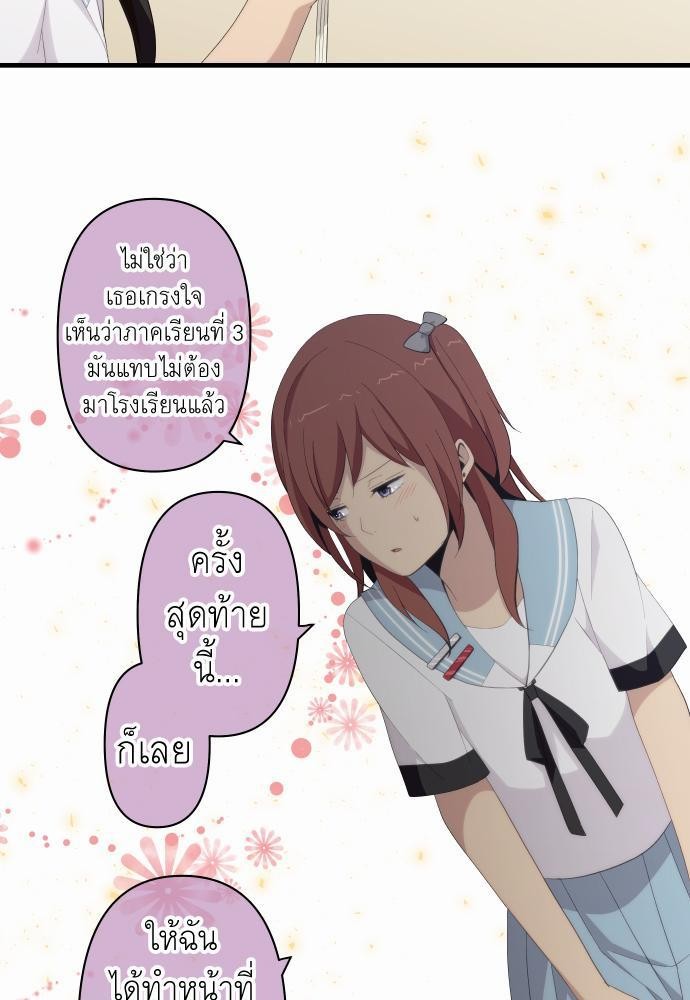 ไม่ใช่ว่า
เธอเกรงใจ
เห็นว่าภาคเรียนที่ 3
มันแทบไม่ต้อง
มาโรงเรียนแล้ว
ครั้ง
สุดท้าย
นี้...
ก็เลย
ให้ฉัน
ได้ทำหน้าที่